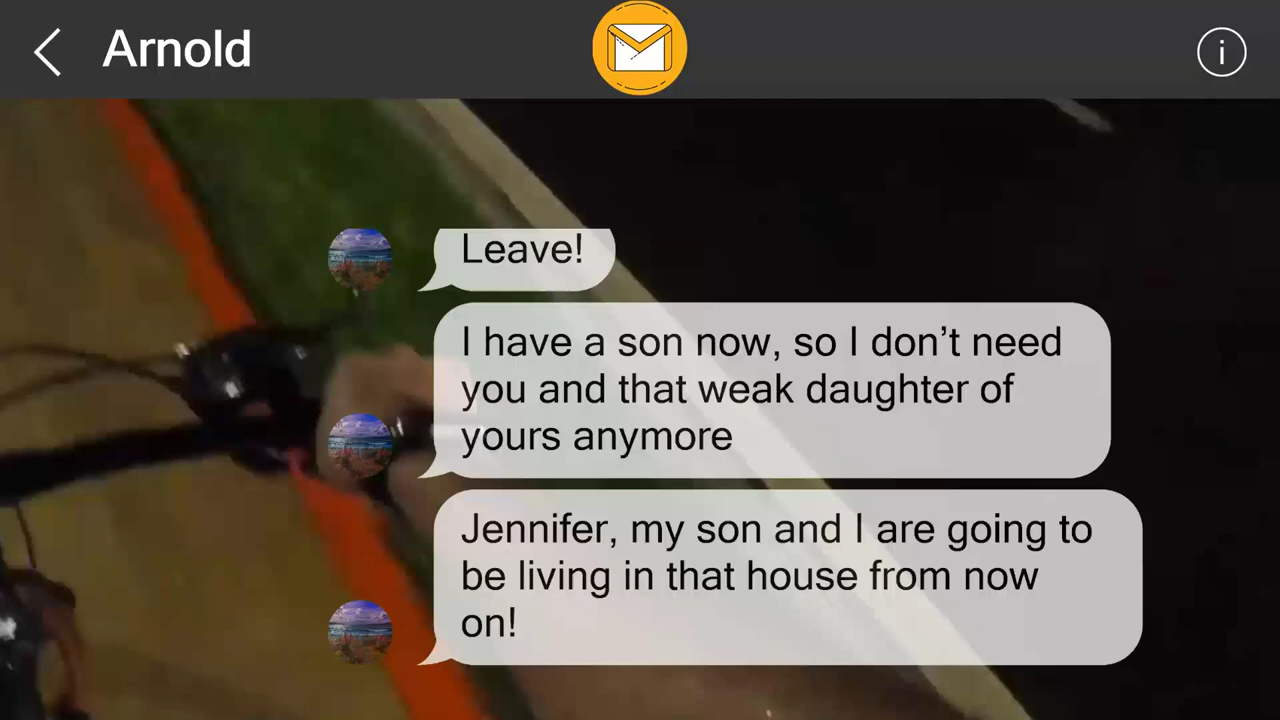 Arnold
Leave!
I have a son now, so I don’t need
you and that weak daughter of
yours anymore
Jennifer, my son and I are going to
be living in that house from now
on!